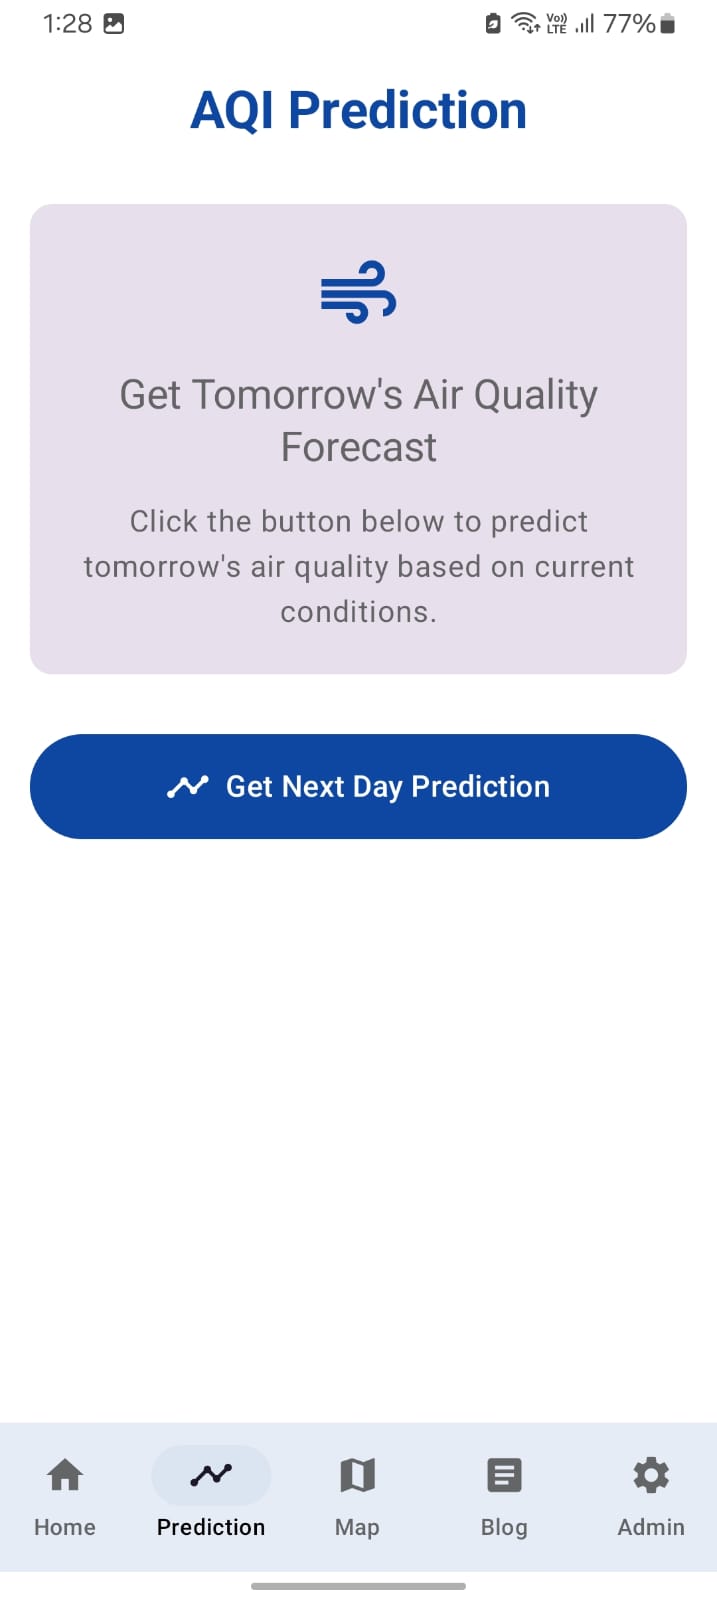 1:28
Vo)) LTE 77%
AQI Prediction
Get Tomorrow's Air Quality
Forecast
Click the button below to predict
tomorrow's air quality based on current
conditions.
Get Next Day Prediction
Home Prediction Map Blog Admin